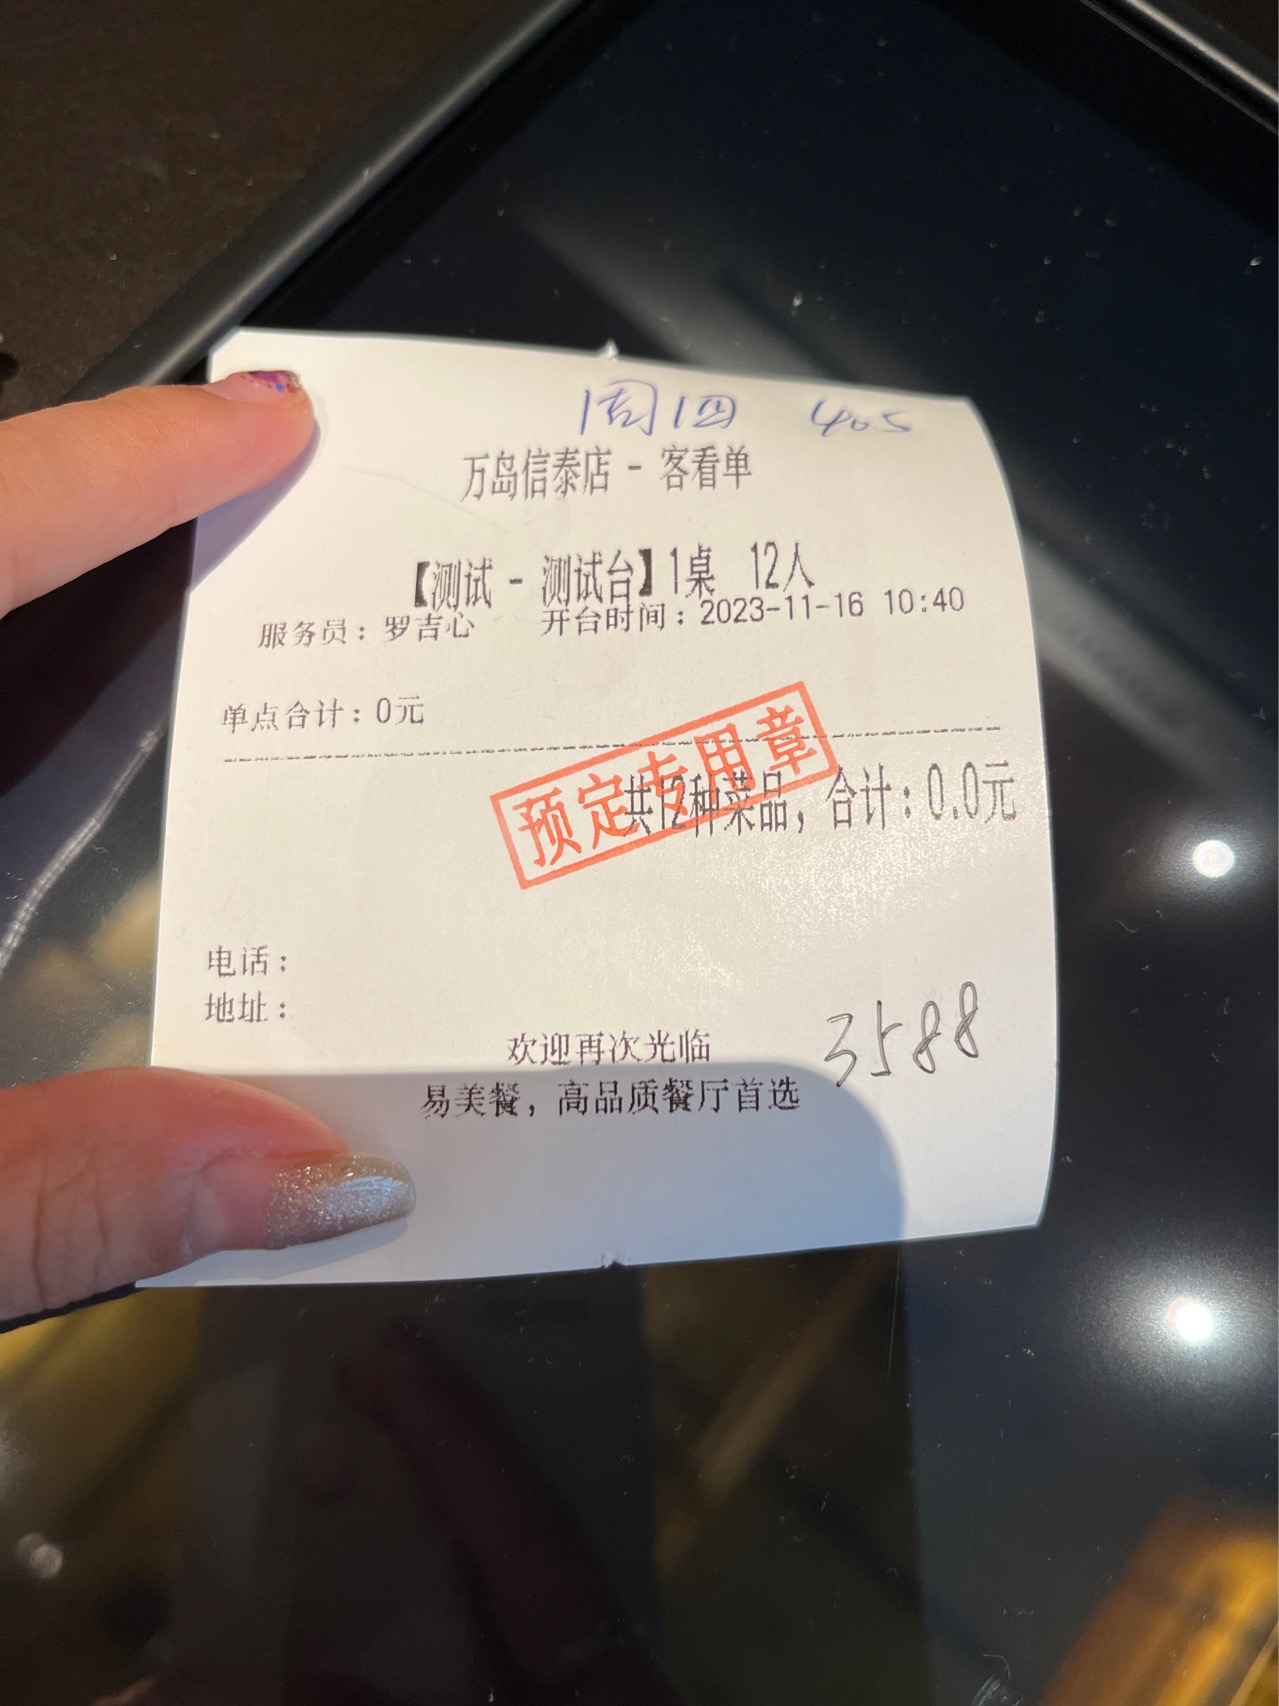 周四 405
万岛信泰店 - 客看单
【测试 - 测试台】1桌 12人
服务员：罗吉心 开台时间：2023-11-16 10:40
单点合计：0元
预定专用章
共12种菜品，合计：0.0元
电话：
地址：
3588
欢迎再次光临
易美餐，高品质餐厅首选